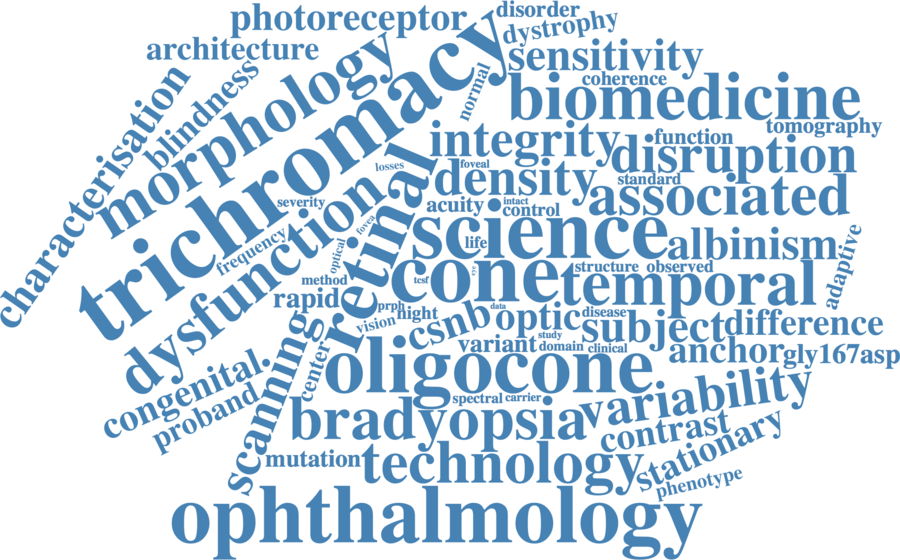 photoreceptor
disorder
dystrophy
architecture
sensitivity
normal
coherence
blindness
biomedicine
morphology
trichromacy
characterisation
tomography
integrity
function
disruption
losses
foveal
density
standard
associated
severity
acuity
intact
control
retinal
dysfunction
fovea
science
life
albinism
frequency
optical
adaptive
cone
eye
tcsf
method
structure
observed
temporal
rapid
prph
night
vision
csnb
data
optic
disease
subject
difference
variant
study
domain
clinical
anchor
gly167asp
scanning
center
oligocone
congenital.
proband
spectral
carrier
variability
bradyopsia
contrast
stationary
mutation
technology
phenotype
ophthalmology